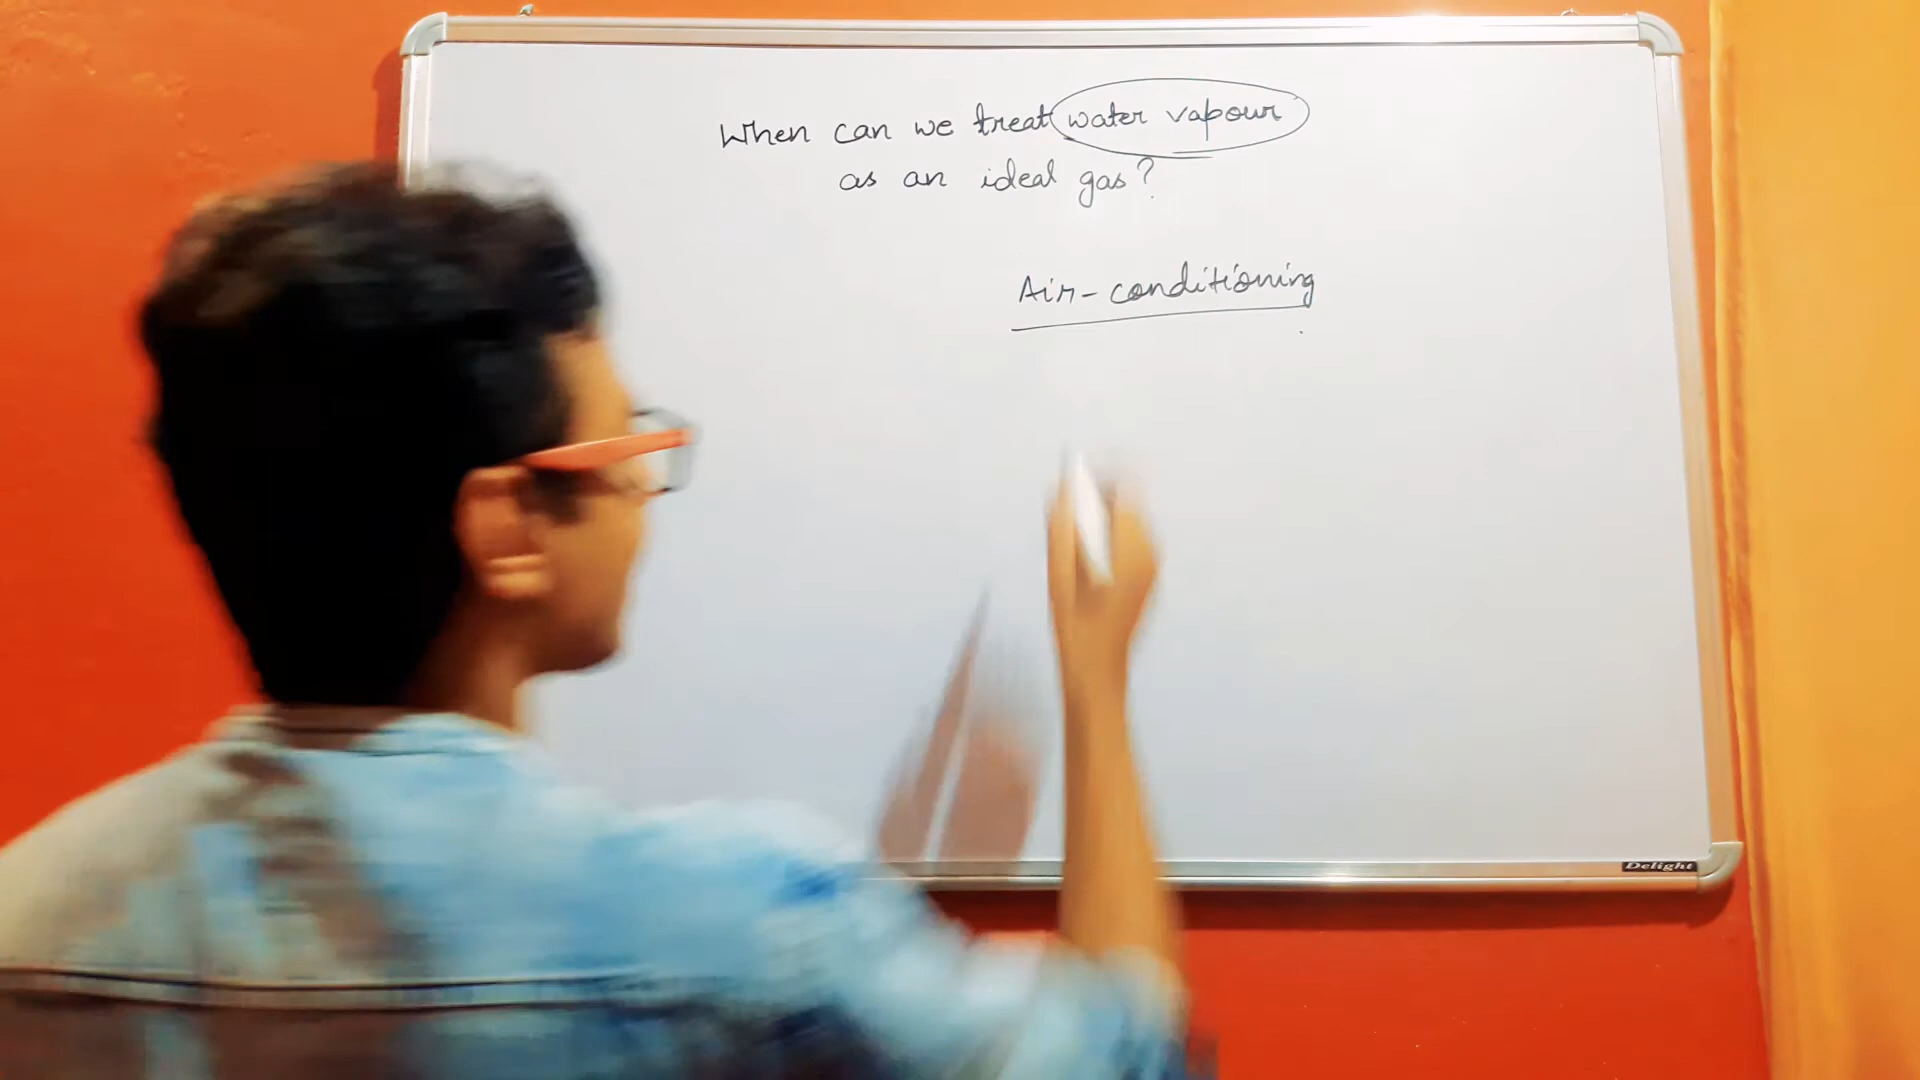 When can we treat water vapour
as an ideal gas?
Air-conditioning
Delight